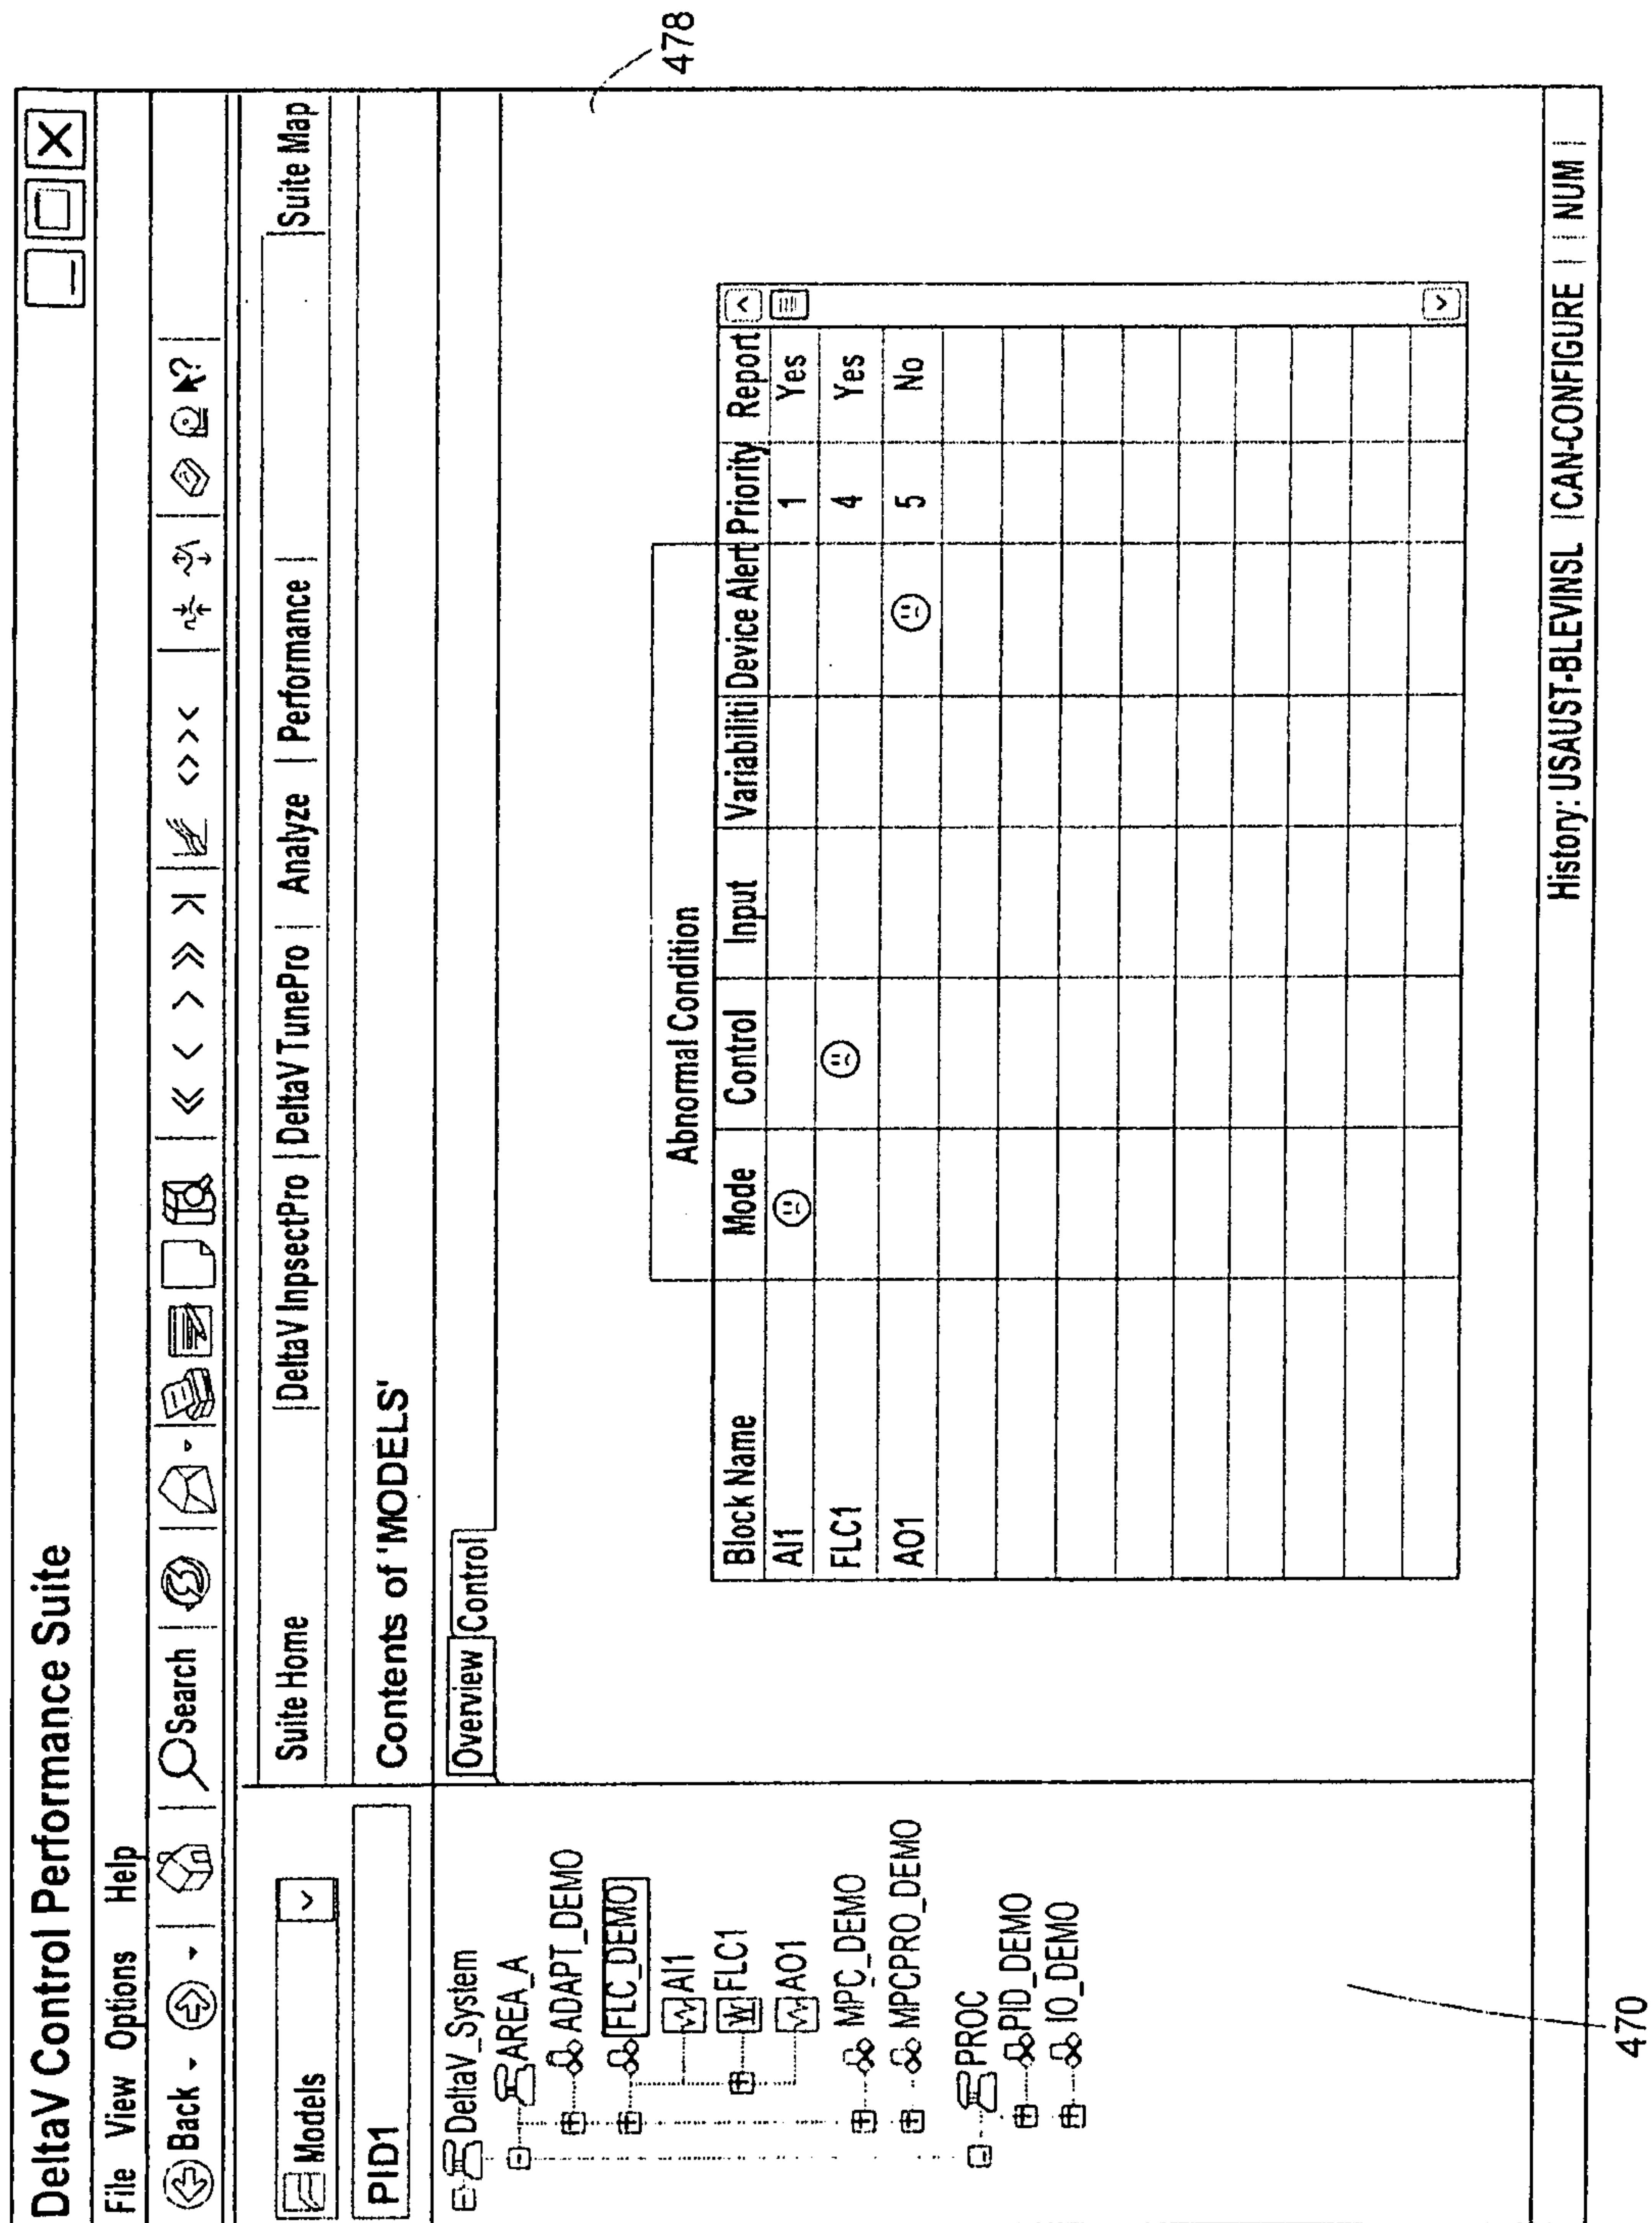 DeltaV Control Performance Suite
File View Options Help
Back Search
Models
Suite Home DeltaV InpsectPro DeltaV TunePro Analyze Performance Suite Map
PID1
Contents of 'MODELS'
Overview Control
DeltaV_System
AREA_A
ADAPT_DEMO
FLC_DEMO
AI1
FLC1
AO1
MPC_DEMO
MPCPRO_DEMO
PROC
PID_DEMO
IO_DEMO
Abnormal Condition
Block Name Mode Control Input Variabiliti Device Alert Priority Report
AI1 1 Yes
FLC1 4 Yes
AO1 5 No
History: USAUST-BLEVINSL CAN-CONFIGURE NUM
470
478